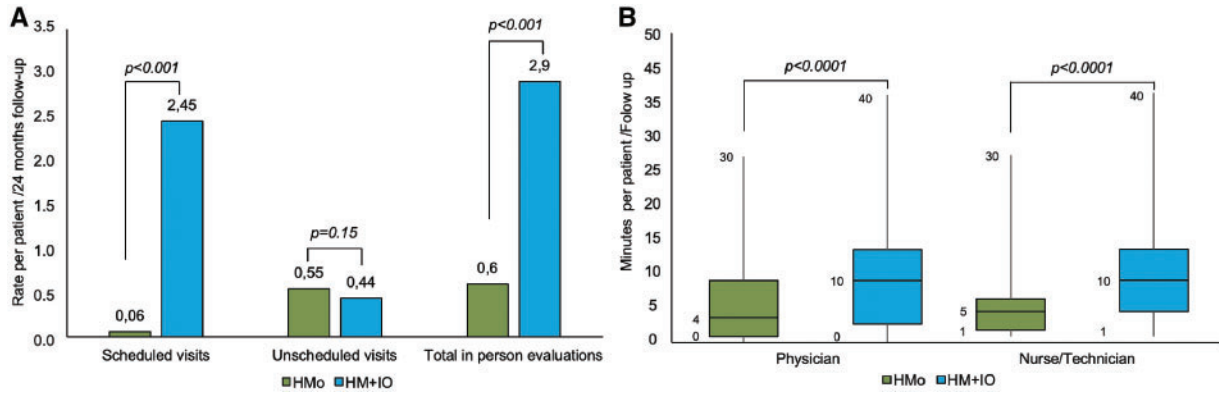 A
Rate per patient /24 months follow-up
3.5
3.0
2.5
2.0
1.5
1.0
0.5
0.0
p<0.001
2,45
0,06
p=0.15
0,55
0,44
p<0.001
2,9
0,6
Scheduled visits
Unscheduled visits
Total in person evaluations
HMo
HM+IO
B
Minutes per patient /Folow up
50
45
40
35
30
25
20
15
10
5
0
p<0.0001
30
4
0
40
10
0
p<0.0001
30
5
1
40
10
1
Physician
Nurse/Technician
HMo
HM+IO